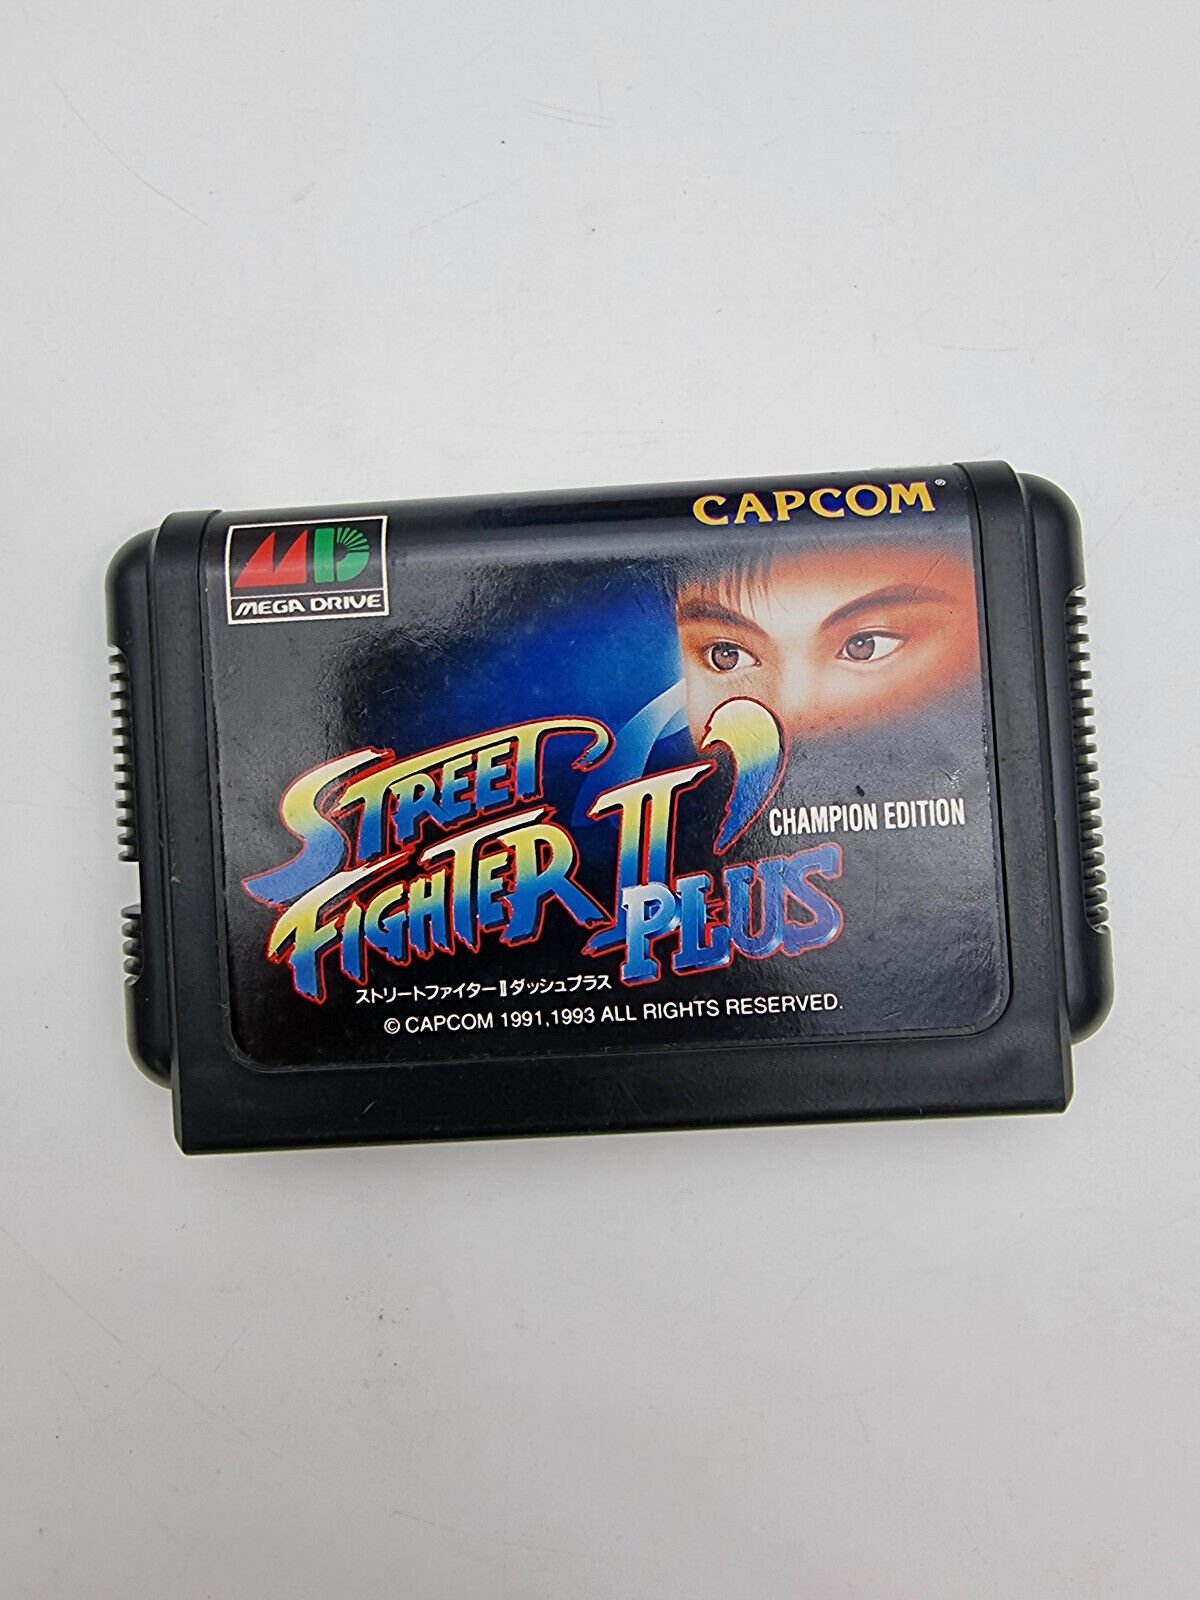 CAPCOM®
MD
MEGA DRIVE
STREET
FIGHTER II'
CHAMPION EDITION
PLUS
ストリートファイターⅡダッシュプラス
© CAPCOM 1991,1993 ALL RIGHTS RESERVED.